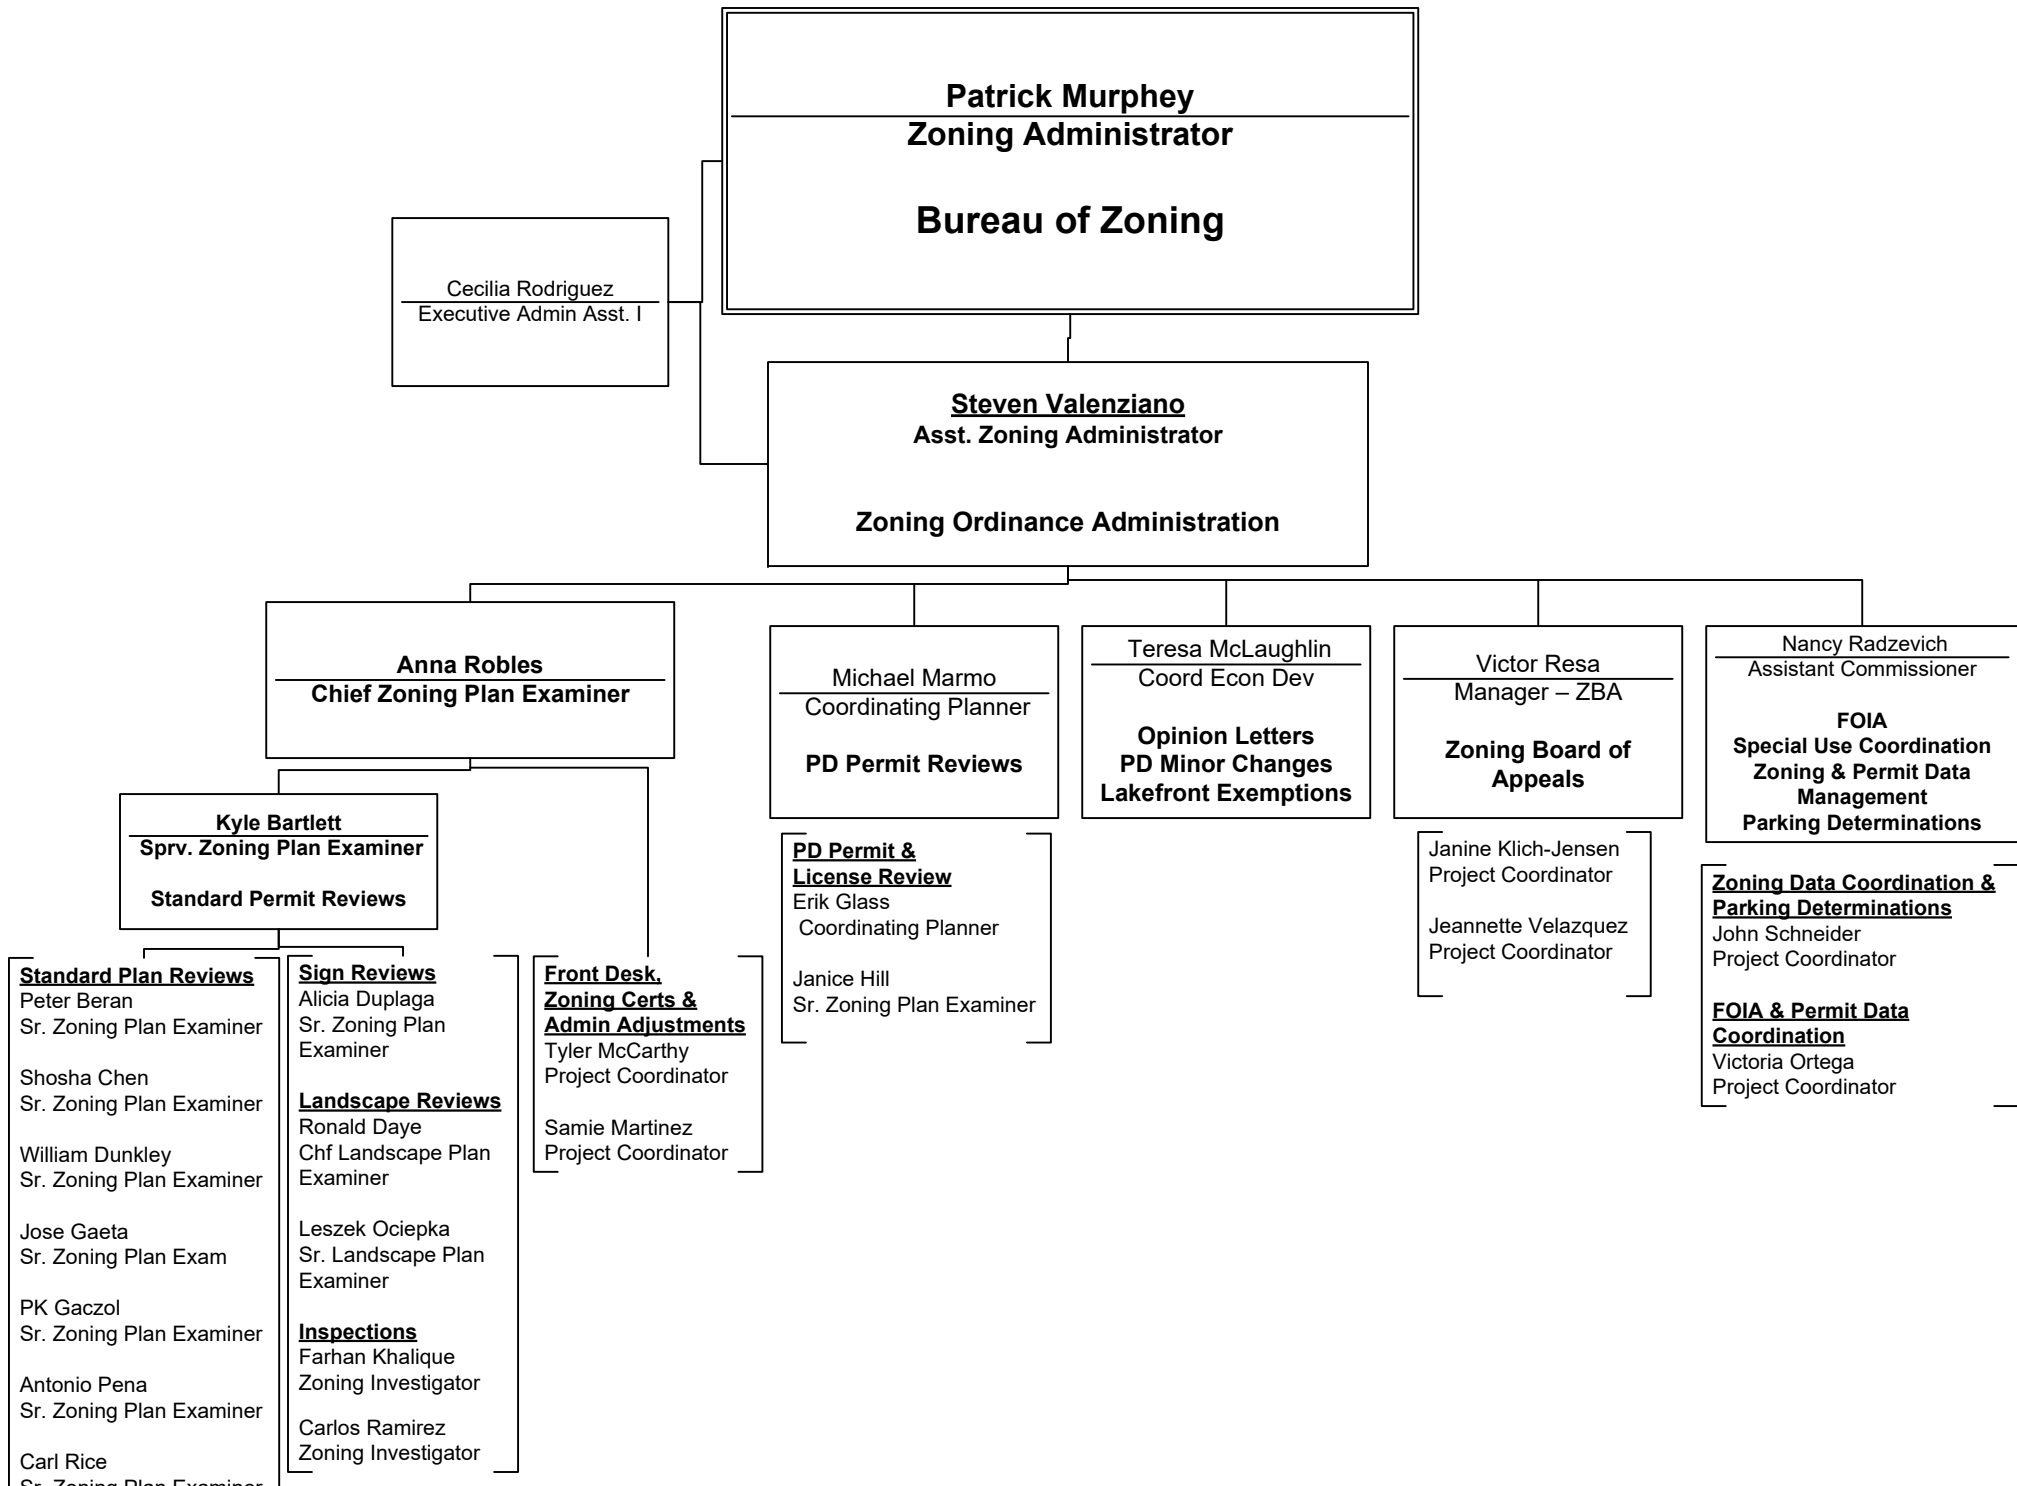 Patrick Murphey
Zoning Administrator
Bureau of Zoning
Cecilia Rodriguez
Executive Admin Asst. I
Steven Valenziano
Asst. Zoning Administrator
Zoning Ordinance Administration
Anna Robles
Chief Zoning Plan Examiner
Michael Marmo
Coordinating Planner
PD Permit Reviews
Teresa McLaughlin
Coord Econ Dev
Opinion Letters
PD Minor Changes
Lakefront Exemptions
Victor Resa
Manager – ZBA
Zoning Board of
Appeals
Nancy Radzevich
Assistant Commissioner
FOIA
Special Use Coordination
Zoning & Permit Data
Management
Parking Determinations
Kyle Bartlett
Sprv. Zoning Plan Examiner
Standard Permit Reviews
Standard Plan Reviews
Peter Beran
Sr. Zoning Plan Examiner
Shosha Chen
Sr. Zoning Plan Examiner
William Dunkley
Sr. Zoning Plan Examiner
Jose Gaeta
Sr. Zoning Plan Exam
PK Gaczol
Sr. Zoning Plan Examiner
Antonio Pena
Sr. Zoning Plan Examiner
Carl Rice
Sr. Zoning Plan Examiner
Sign Reviews
Alicia Duplaga
Sr. Zoning Plan
Examiner
Landscape Reviews
Ronald Daye
Chf Landscape Plan
Examiner
Leszek Ociepka
Sr. Landscape Plan
Examiner
Inspections
Farhan Khalique
Zoning Investigator
Carlos Ramirez
Zoning Investigator
Front Desk,
Zoning Certs &
Admin Adjustments
Tyler McCarthy
Project Coordinator
Samie Martinez
Project Coordinator
PD Permit &
License Review
Erik Glass
Coordinating Planner
Janice Hill
Sr. Zoning Plan Examiner
Janine Klich-Jensen
Project Coordinator
Jeannette Velazquez
Project Coordinator
Zoning Data Coordination &
Parking Determinations
John Schneider
Project Coordinator
FOIA & Permit Data
Coordination
Victoria Ortega
Project Coordinator